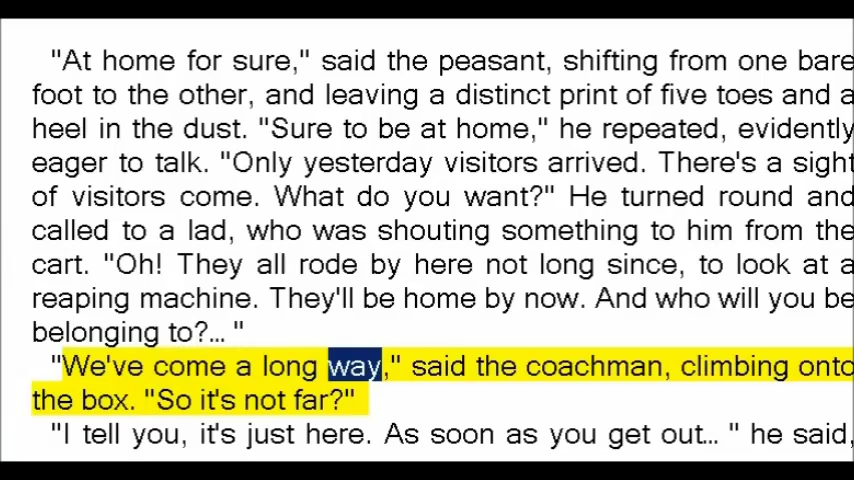 "At home for sure," said the peasant, shifting from one bare
foot to the other, and leaving a distinct print of five toes and a
heel in the dust. "Sure to be at home," he repeated, evidently
eager to talk. "Only yesterday visitors arrived. There's a sight
of visitors come. What do you want?" He turned round and
called to a lad, who was shouting something to him from the
cart. "Oh! They all rode by here not long since, to look at a
reaping machine. They'll be home by now. And who will you be
belonging to?... "
"We've come a long way," said the coachman, climbing onto
the box. "So it's not far?"
"I tell you, it's just here. As soon as you get out... " he said,